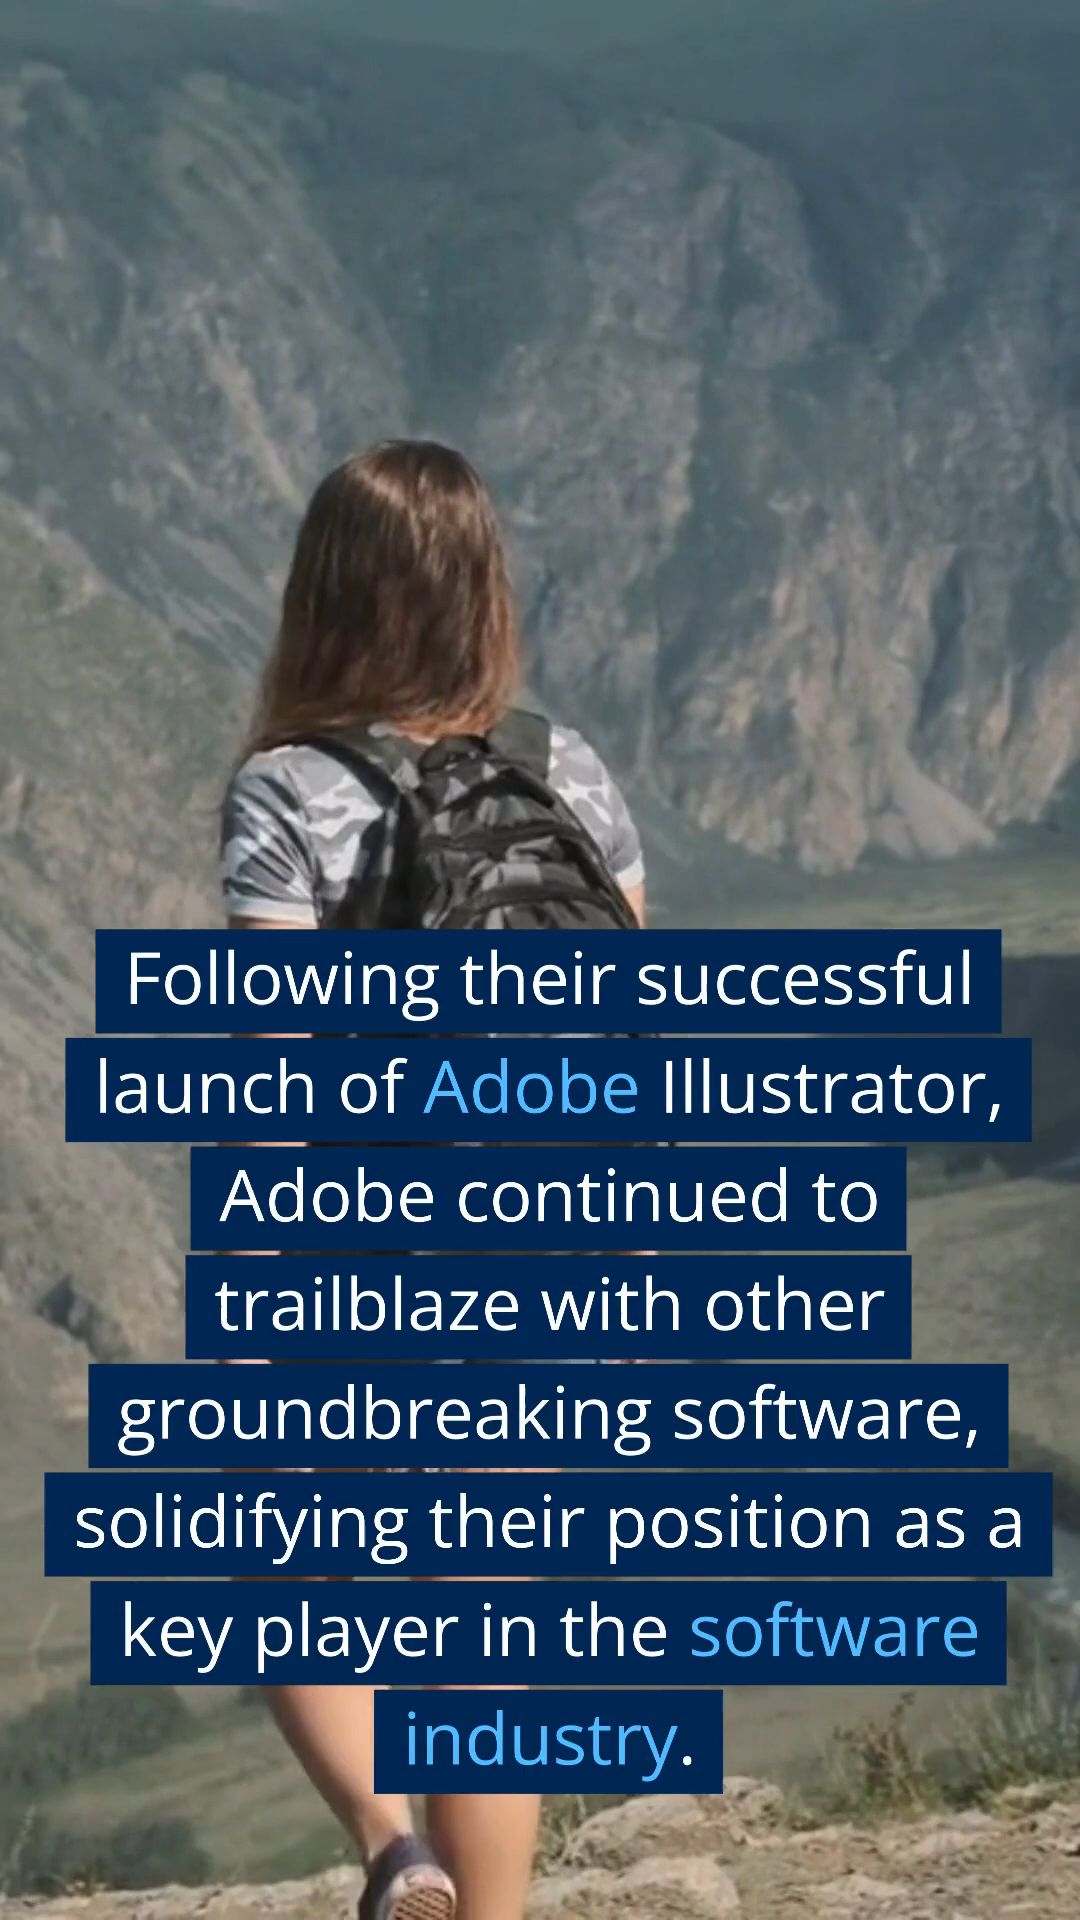 Following their successful
launch of Adobe Illustrator,
Adobe continued to
trailblaze with other
groundbreaking software,
solidifying their position as a
key player in the software
industry.